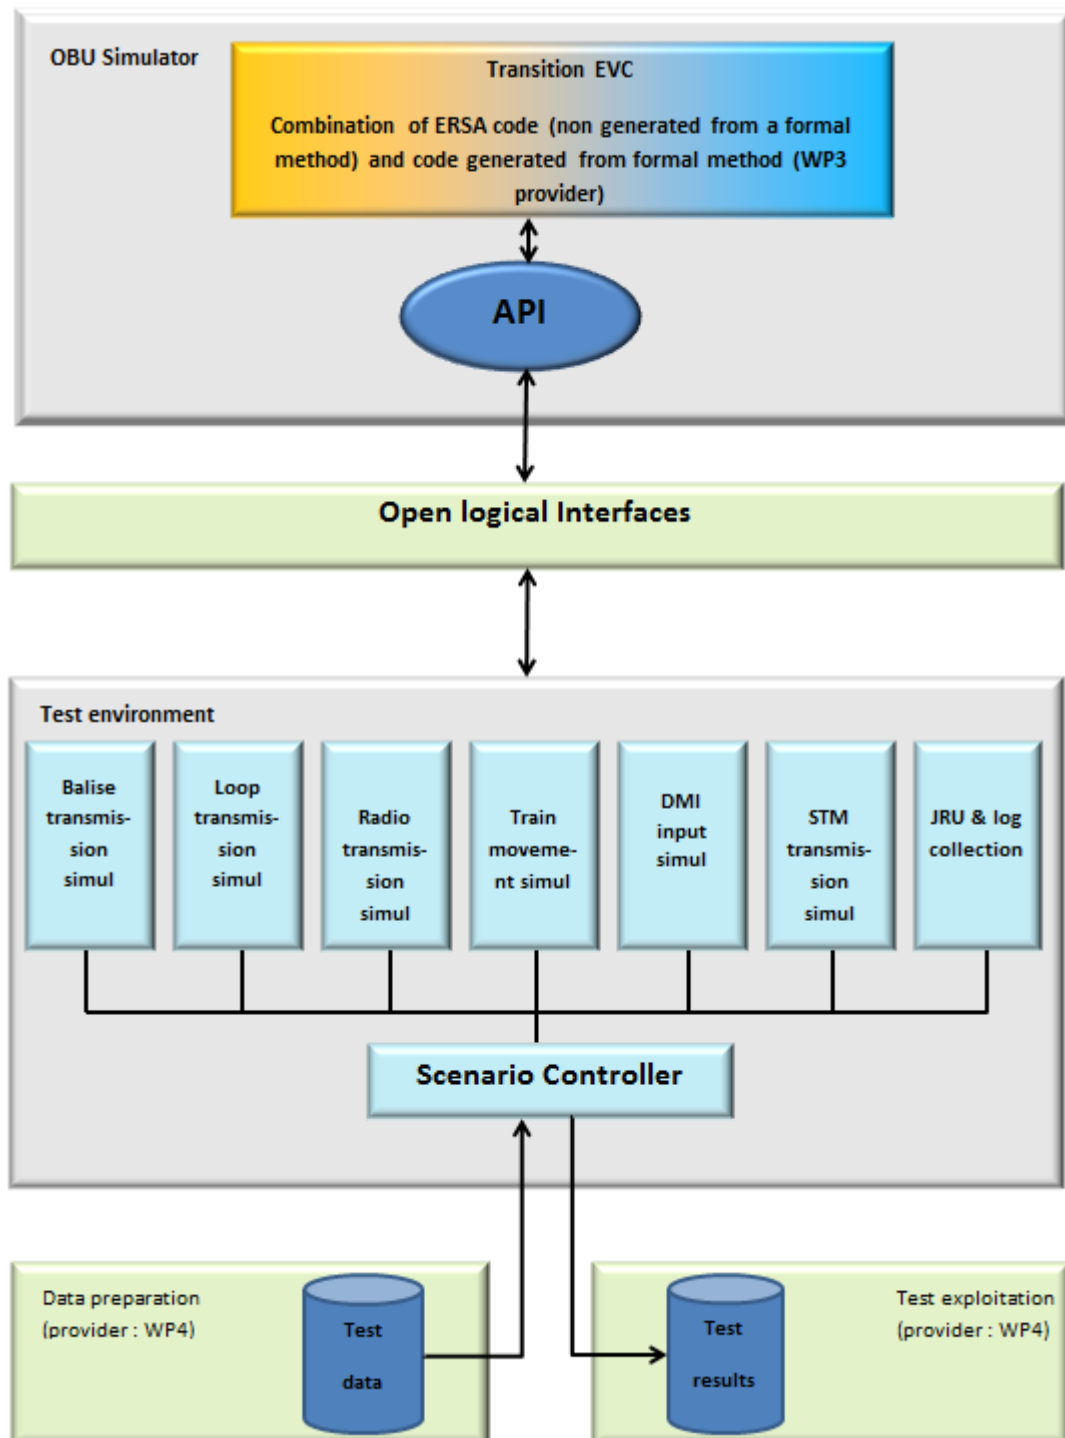 OBU Simulator
Transition EVC
Combination of ERSA code (non generated from a formal
method) and code generated from formal method (WP3
provider)
API
Open logical Interfaces
Test environment
Balise
transmis-
sion
simul
Loop
transmis-
sion
simul
Radio
transmis-
sion
simul
Train
moveme-
nt simul
DMI
input
simul
STM
transmis-
sion
simul
JRU & log
collection
Scenario Controller
Data preparation
(provider : WP4)
Test
data
Test
results
Test exploitation
(provider : WP4)